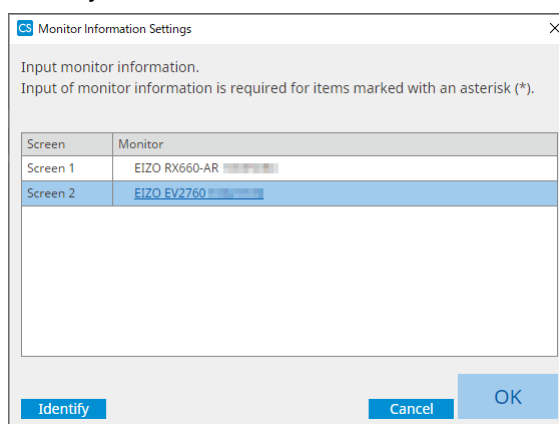 CS Monitor Information Settings
Input monitor information.
Input of monitor information is required for items marked with an asterisk (*).
Screen Monitor
Screen 1 EIZO RX660-AR
Screen 2 EIZO EV2760
Identify Cancel OK